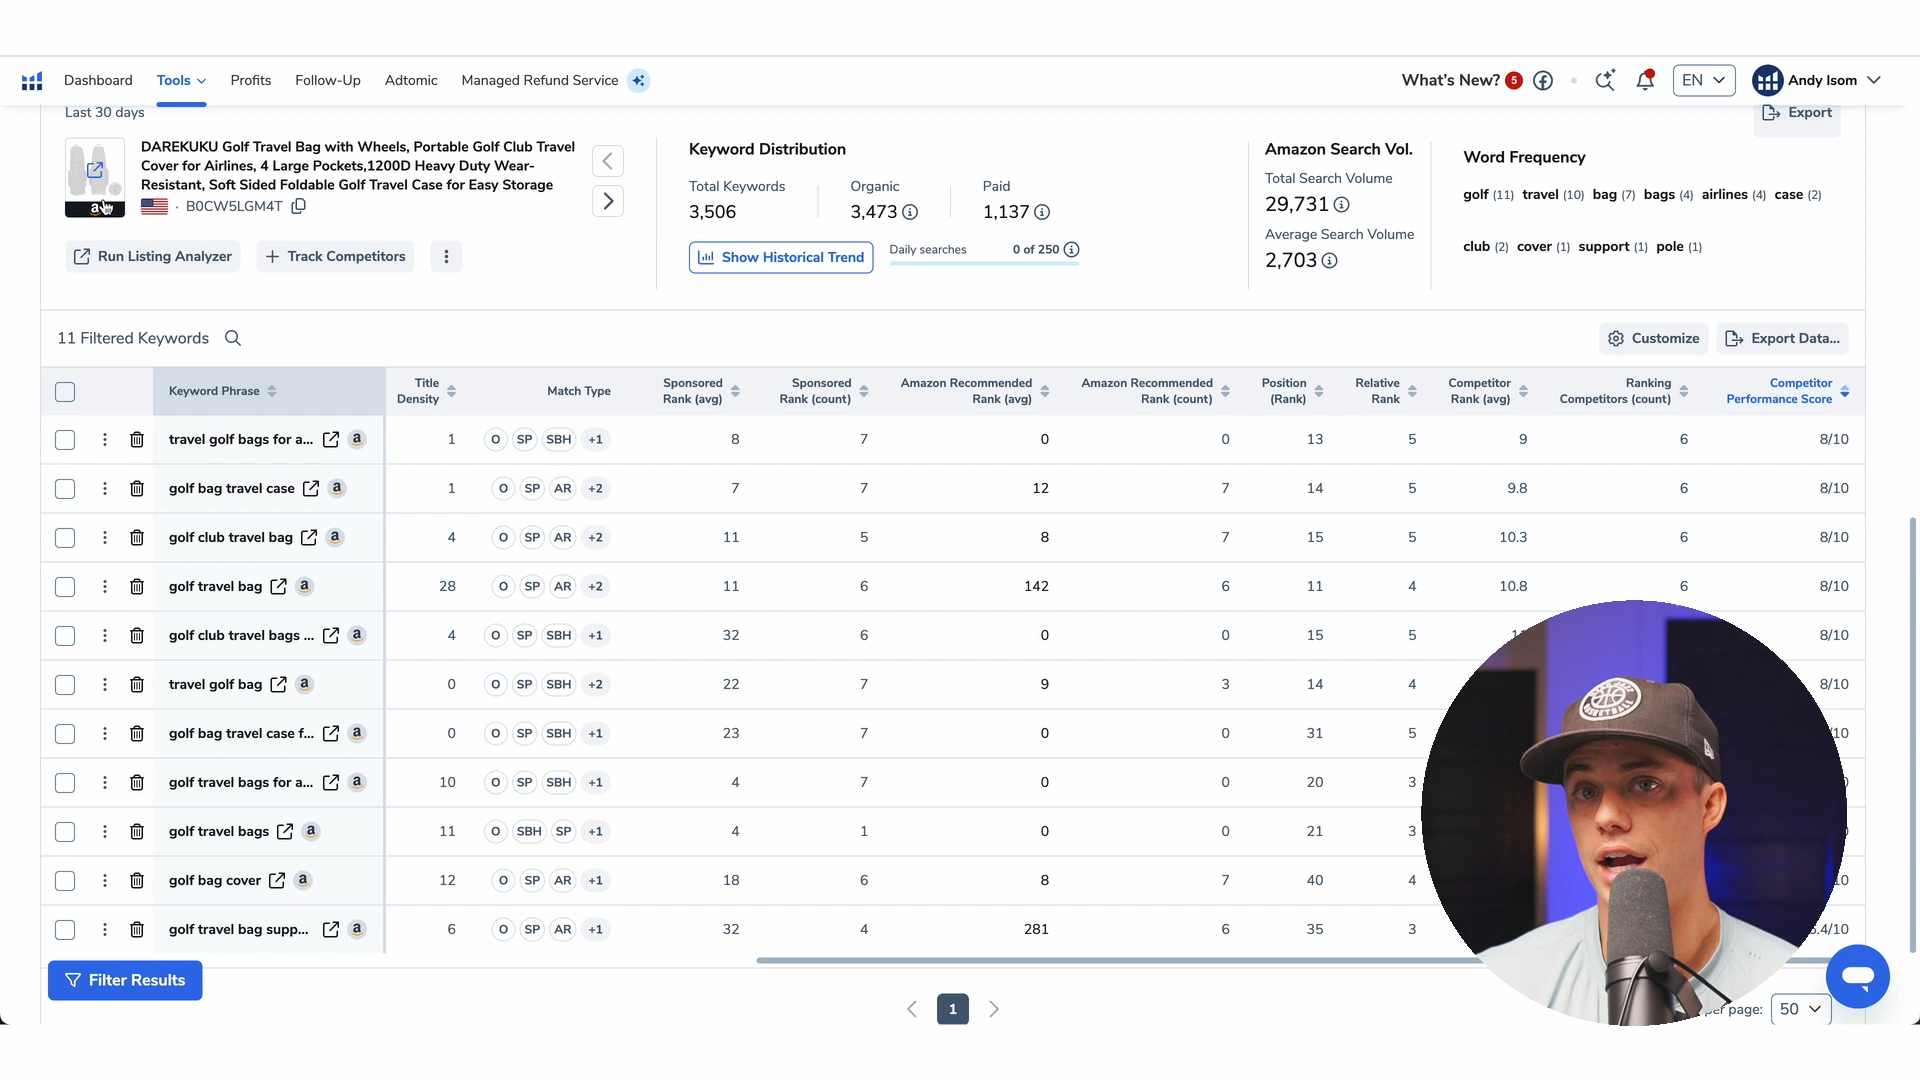 Dashboard Tools Profits Follow-Up Adtomic Managed Refund Service What's New? 5 EN Andy Isom
Last 30 days
Export
DAREKUKU Golf Travel Bag with Wheels, Portable Golf Club Travel
Cover for Airlines, 4 Large Pockets,1200D Heavy Duty Wear-
Resistant, Soft Sided Foldable Golf Travel Case for Easy Storage
· B0CW5LGM4T
Run Listing Analyzer
Track Competitors
Keyword Distribution
Total Keywords Organic Paid
3,506 3,473 1,137
Show Historical Trend
Daily searches 0 of 250
Amazon Search Vol.
Total Search Volume
29,731
Average Search Volume
2,703
Word Frequency
golf (11) travel (10) bag (7) bags (4) airlines (4) case (2)
club (2) cover (1) support (1) pole (1)
11 Filtered Keywords
Customize
Export Data...
Keyword Phrase
Title
Density
Match Type
Sponsored
Rank (avg)
Sponsored
Rank (count)
Amazon Recommended
Rank (avg)
Amazon Recommended
Rank (count)
Position
(Rank)
Relative
Rank
Competitor
Rank (avg)
Ranking
Competitors (count)
Competitor
Performance Score
travel golf bags for a... a 1 O SP SBH +1 8 7 0 0 13 5 9 6 8/10
golf bag travel case a 1 O SP AR +2 7 7 12 7 14 5 9.8 6 8/10
golf club travel bag a 4 O SP AR +2 11 5 8 7 15 5 10.3 6 8/10
golf travel bag a 28 O SP AR +2 11 6 142 6 11 4 10.8 6 8/10
golf club travel bags ... a 4 O SP SBH +1 32 6 0 0 15 5 8/10
travel golf bag a 0 O SP SBH +2 22 7 9 3 14 4 8/10
golf bag travel case f... a 0 O SP SBH +1 23 7 0 0 31 5 /10
golf travel bags for a... a 10 O SP SBH +1 4 7 0 0 20 3
golf travel bags a 11 O SBH SP +1 4 1 0 0 21 3
golf bag cover a 12 O SP AR +1 18 6 8 7 40 4 10
golf travel bag supp... a 6 O SP AR +1 32 4 281 6 35 3 .4/10
Filter Results
1
per page: 50
BASKETBALL